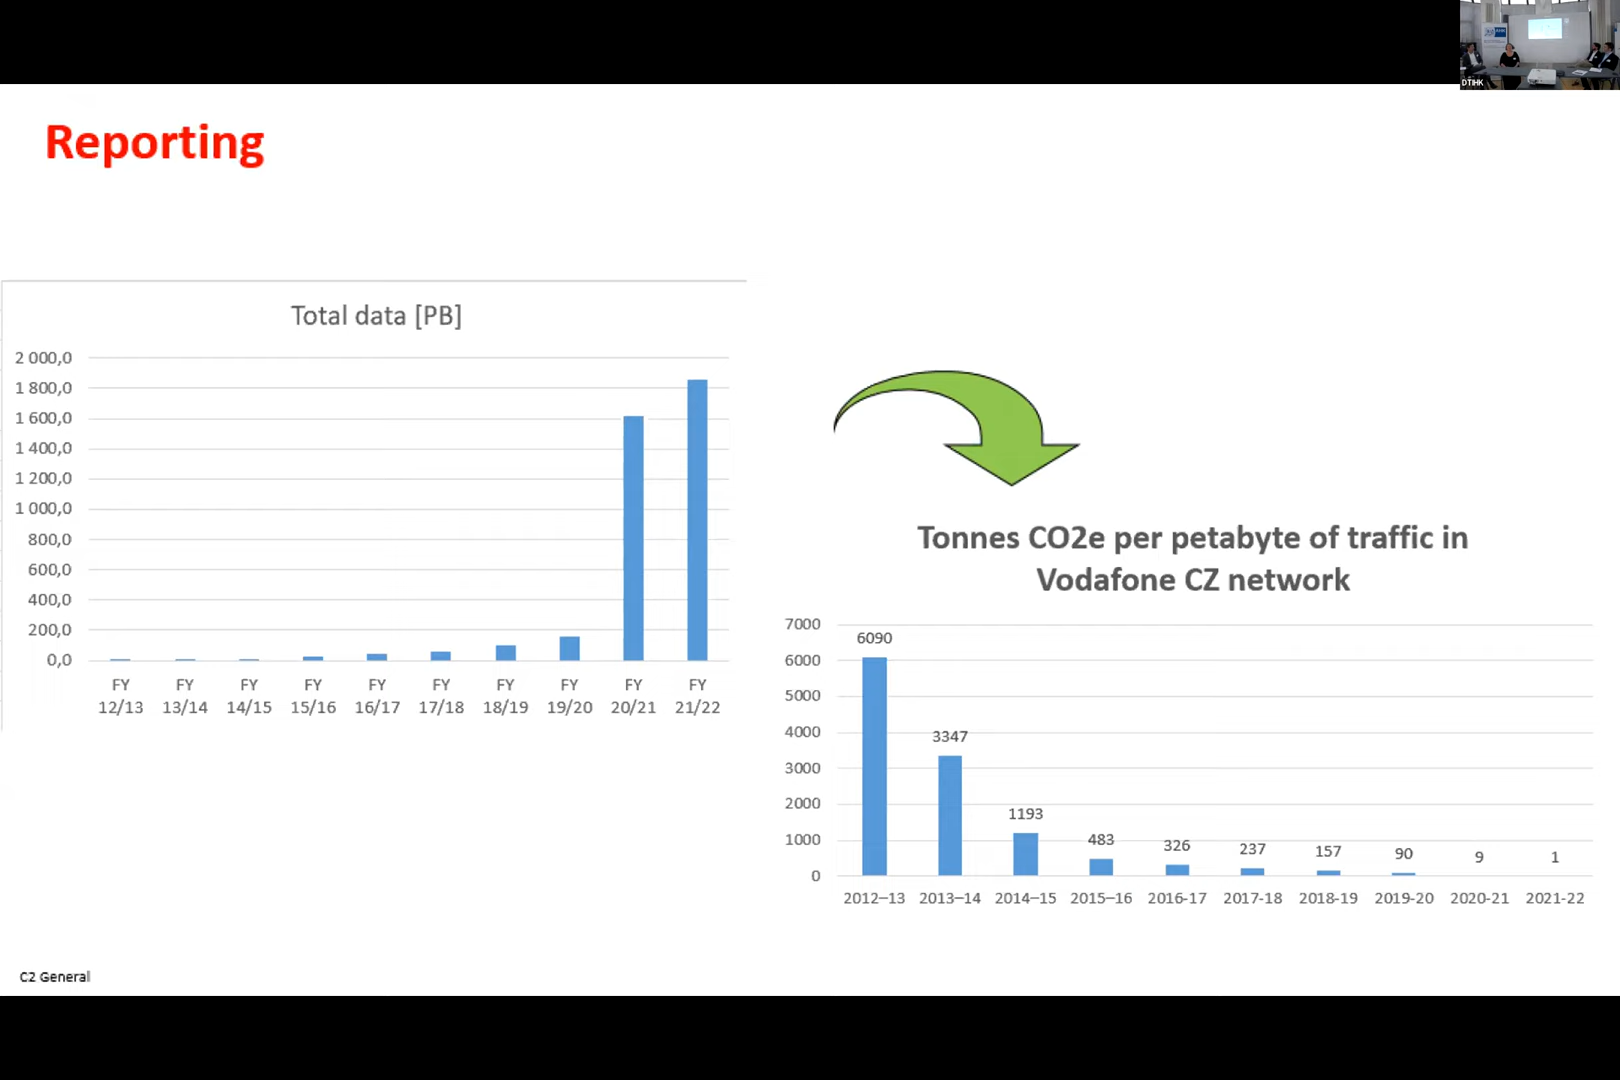 DTIHK
Reporting
Total data [PB]
2 000,0
1 800,0
1 600,0
1 400,0
1 200,0
1 000,0
800,0
600,0
400,0
200,0
0,0
FY FY FY FY FY FY FY FY FY FY
12/13 13/14 14/15 15/16 16/17 17/18 18/19 19/20 20/21 21/22
Tonnes CO2e per petabyte of traffic in
Vodafone CZ network
7000
6000
5000
4000
3000
2000
1000
0
6090 3347 1193 483 326 237 157 90 9 1
2012–13 2013–14 2014–15 2015–16 2016-17 2017-18 2018-19 2019-20 2020-21 2021-22
C2 General